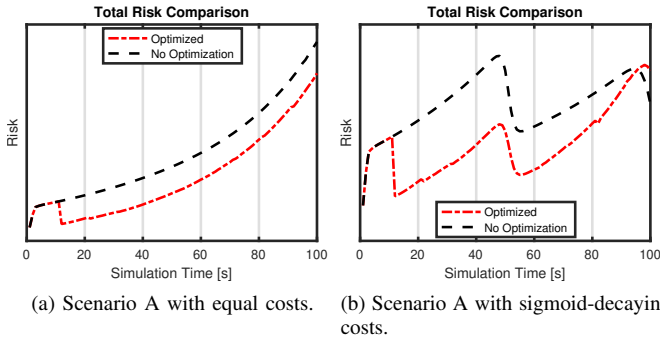 Total Risk Comparison
Optimized
No Optimization
Risk
0 20 40 60 80 100
Simulation Time [s]
(a) Scenario A with equal costs.
Total Risk Comparison
Risk
Optimized
No Optimization
0 20 40 60 80 100
Simulation Time [s]
(b) Scenario A with sigmoid-decayin
costs.